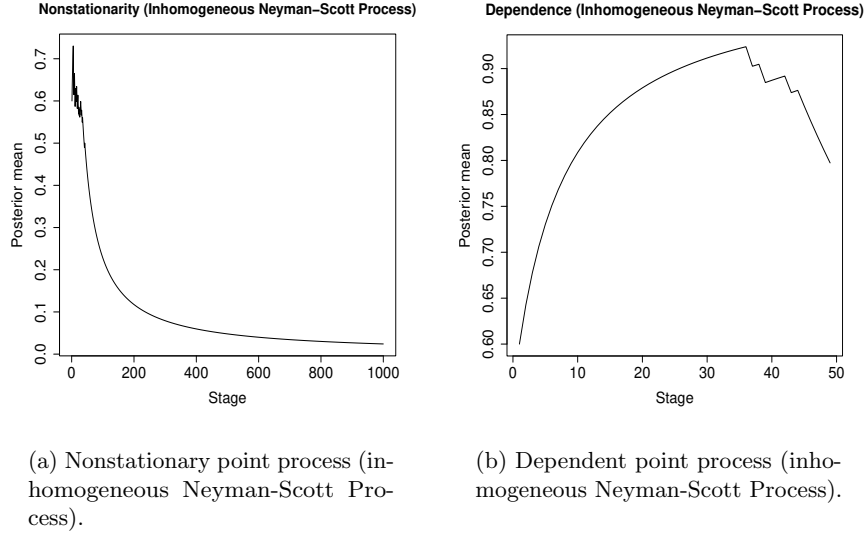 Nonstationarity (Inhomogeneous Neyman−Scott Process)
Posterior mean
0.7
0.6
0.5
0.4
0.3
0.2
0.1
0.0
0 200 400 600 800 1000
Stage
(a) Nonstationary point process (in-
homogeneous Neyman-Scott Pro-
cess).
Dependence (Inhomogeneous Neyman−Scott Process)
Posterior mean
0.90
0.85
0.80
0.75
0.70
0.65
0.60
0 10 20 30 40 50
Stage
(b) Dependent point process (inho-
mogeneous Neyman-Scott Process).